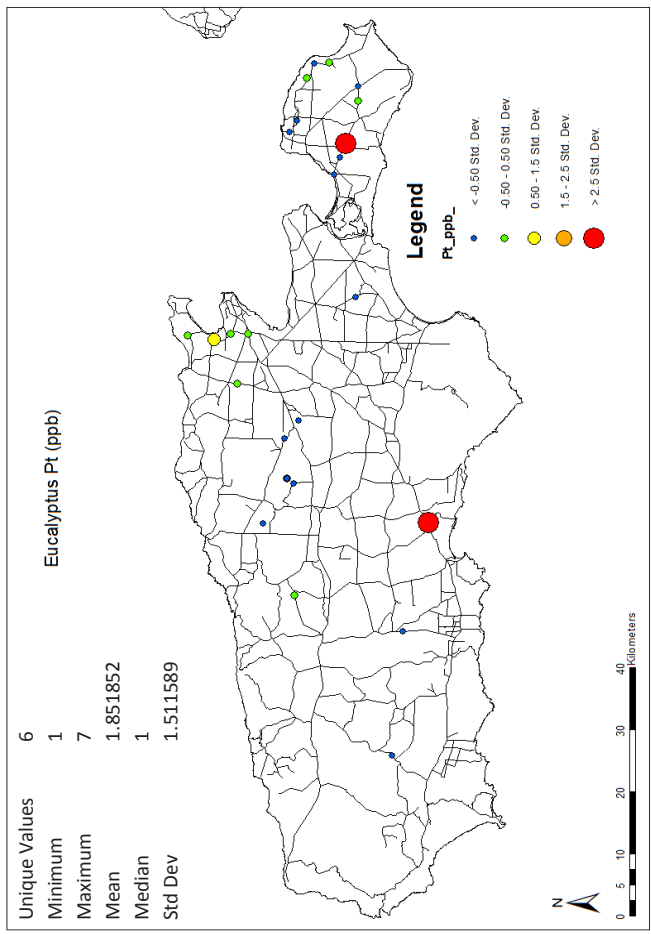 Unique Values 6
Minimum 1
Maximum 7
Mean 1.851852
Median 1
Std Dev 1.511589
Eucalyptus Pt (ppb)
Legend
Pt_ppb_
< -0.50 Std. Dev.
-0.50 - 0.50 Std. Dev.
0.50 - 1.5 Std. Dev.
1.5 - 2.5 Std. Dev.
> 2.5 Std. Dev.
N
0 5 10 20 30 40
Kilometers